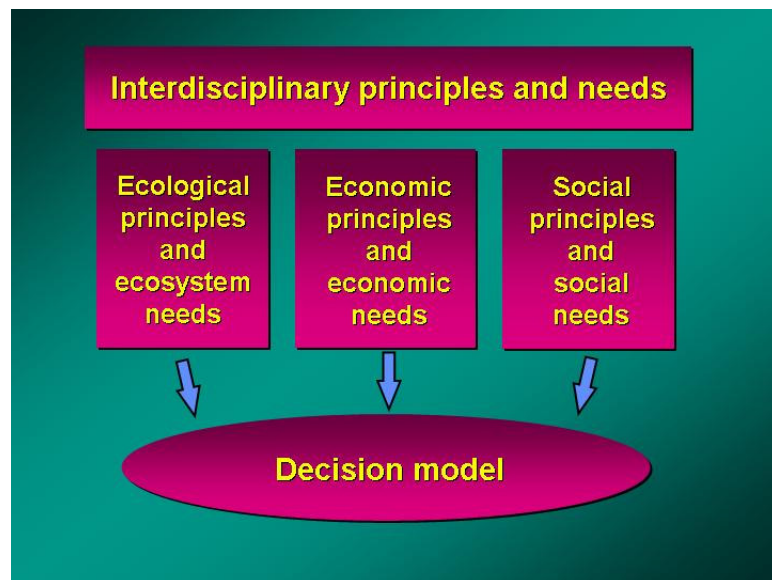 Interdisciplinary principles and needs
Ecological
principles
and
ecosystem
needs
Economic
principles
and
economic
needs
Social
principles
and
social
needs
Decision model